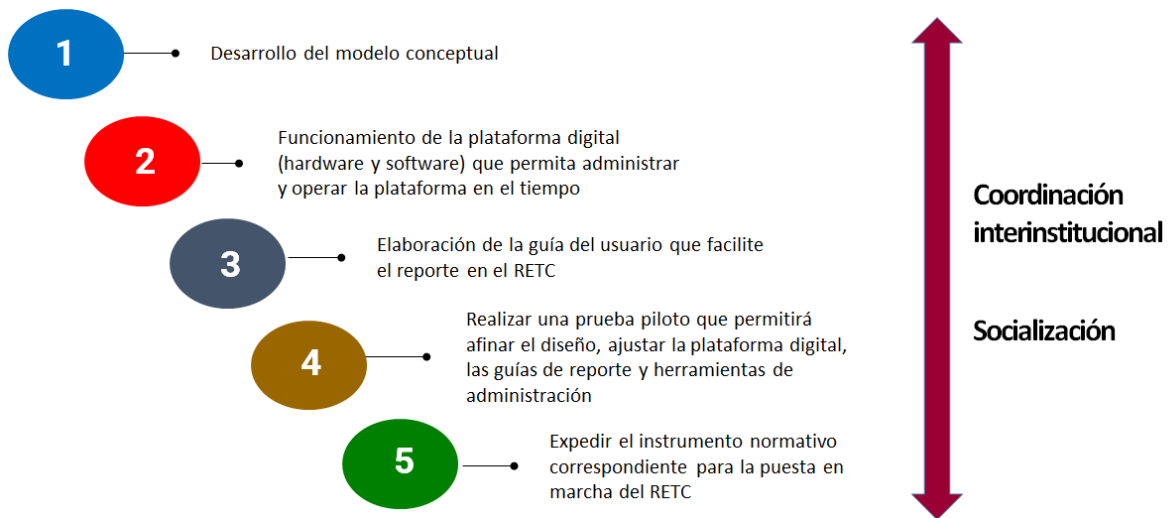 1
Desarrollo del modelo conceptual
2
Funcionamiento de la plataforma digital
(hardware y software) que permita administrar
y operar la plataforma en el tiempo
3
Elaboración de la guía del usuario que facilite
el reporte en el RETC
4
Realizar una prueba piloto que permitirá
afinar el diseño, ajustar la plataforma digital,
las guías de reporte y herramientas de
administración
5
Expedir el instrumento normativo
correspondiente para la puesta en
marcha del RETC
Coordinación
interinstitucional
Socialización